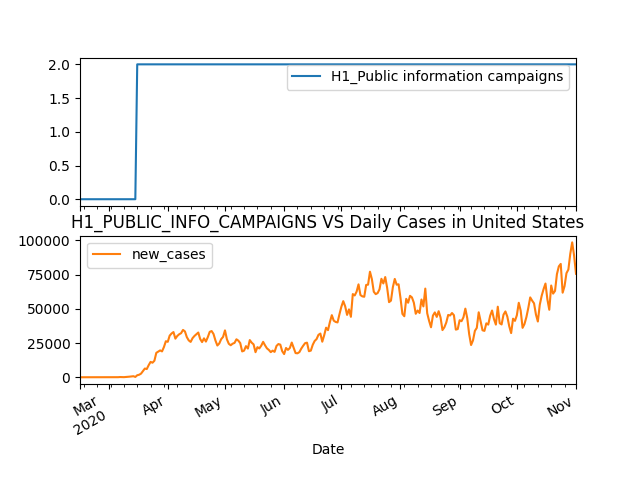 2.0
H1_Public information campaigns
1.5
1.0
0.5
0.0
H1_PUBLIC_INFO_CAMPAIGNS VS Daily Cases in United States
100000
new_cases
75000
50000
25000
0
Mar
2020
Apr
May
Jun
Jul
Aug
Sep
Oct
Nov
Date